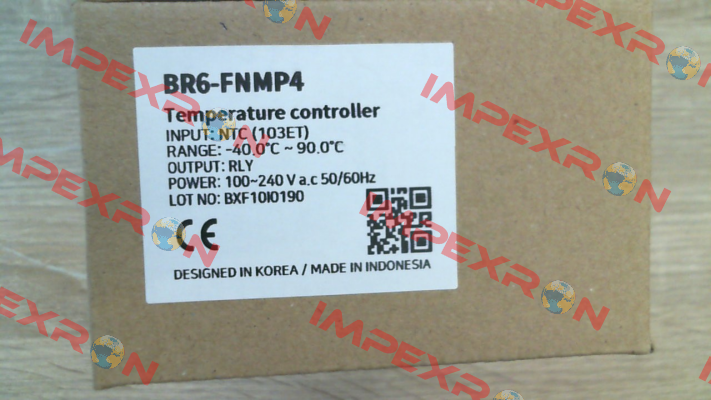 BR6-FNMP4
Temperature controller
INPUT: NTC (103ET)
RANGE: -40.0°C ~ 90.0°C
OUTPUT: RLY
POWER: 100~240 V a.c 50/60Hz
LOT NO: BXF10I0190
CE
DESIGNED IN KOREA / MADE IN INDONESIA
IMPEXRON
IMPEXRON
IMPEXRON
IMPEXRON
IMPEXRON
IMPEXRON